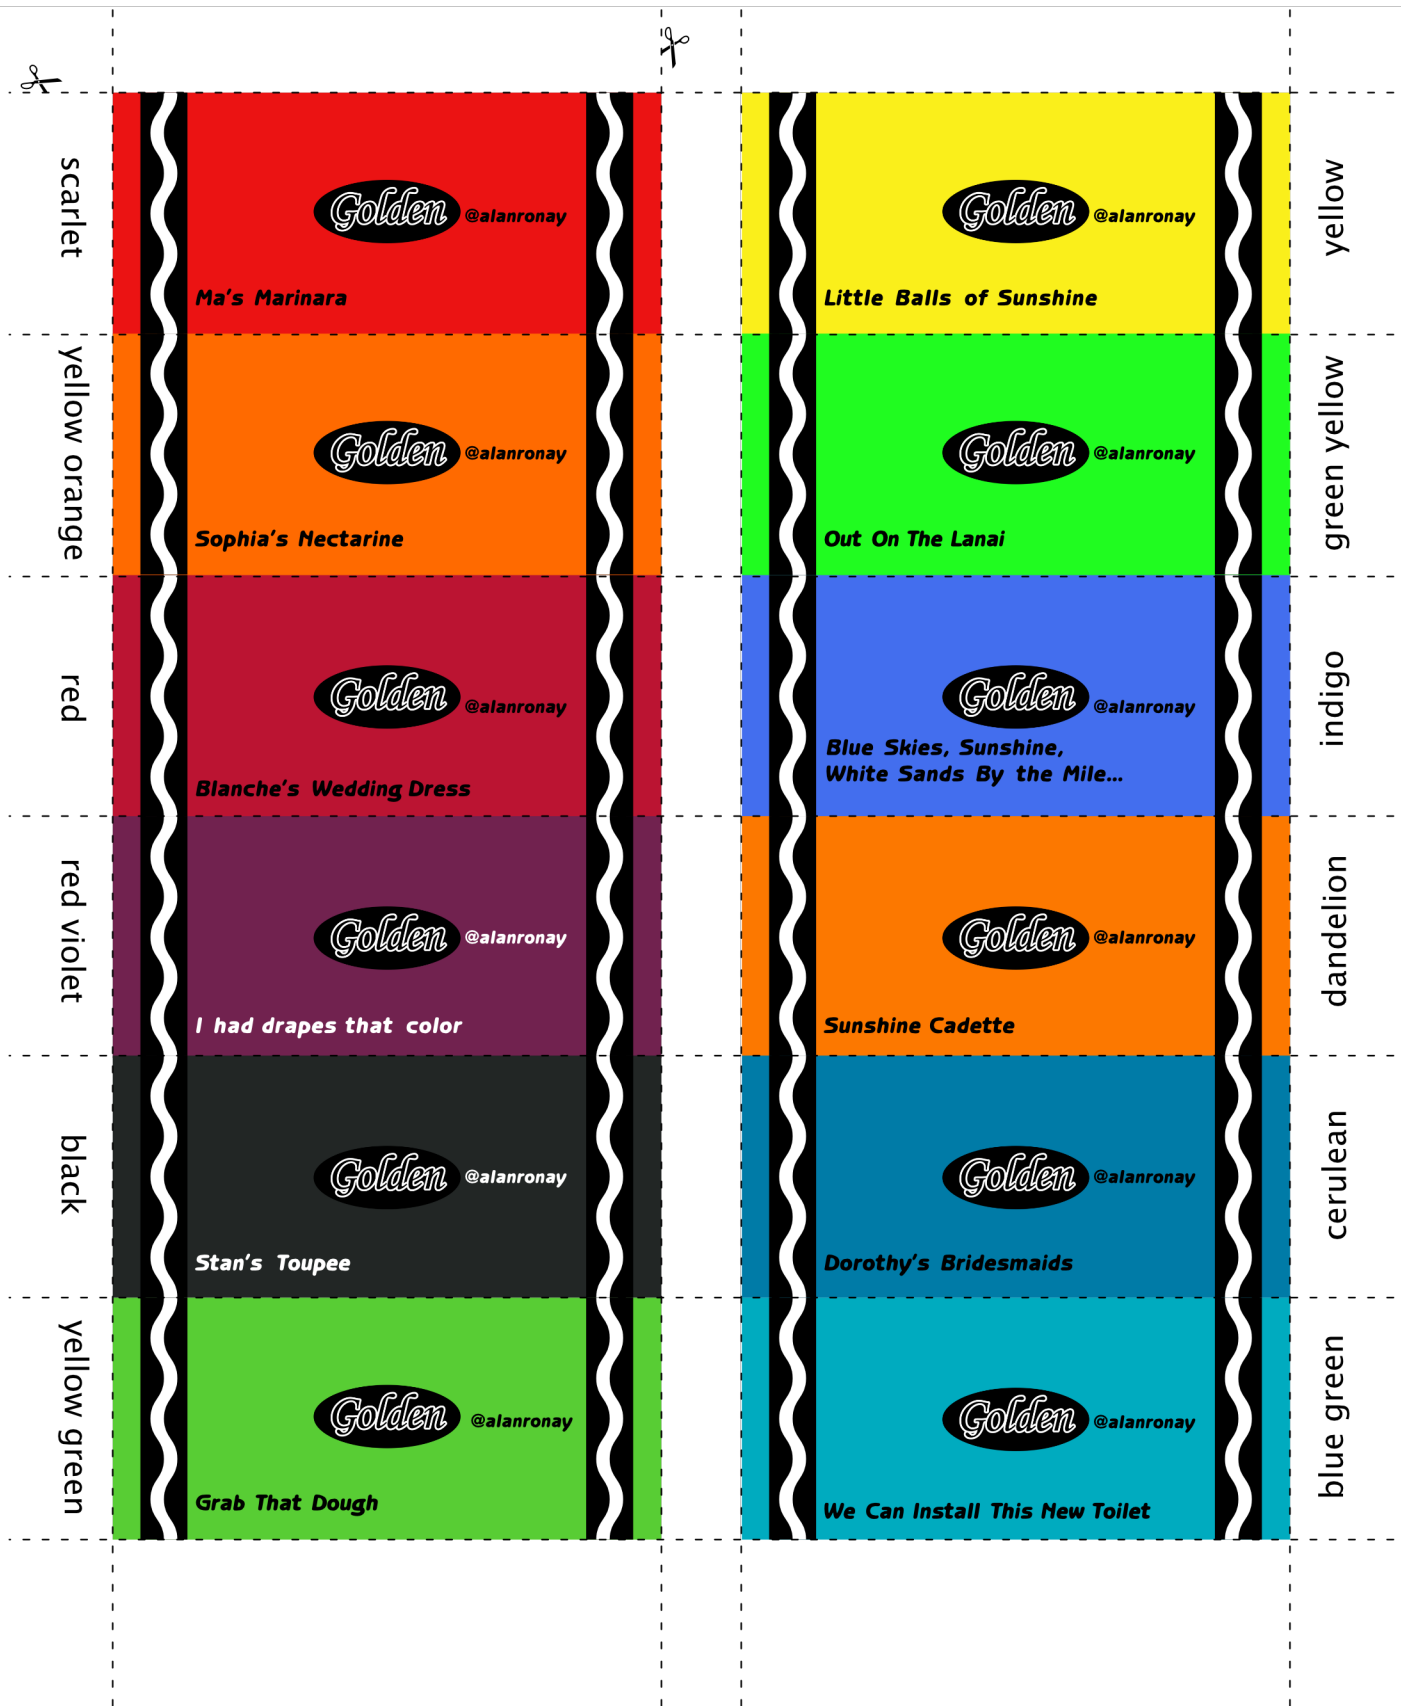 scarlet
Golden @alanronay
Ma's Marinara
yellow orange
Golden @alanronay
Sophia's Nectarine
red
Golden @alanronay
Blanche's Wedding Dress
red violet
Golden @alanronay
I had drapes that color
black
Golden @alanronay
Stan's Toupee
yellow green
Golden @alanronay
Grab That Dough
yellow
Golden @alanronay
Little Balls of Sunshine
green yellow
Golden @alanronay
Out On The Lanai
indigo
Golden @alanronay
Blue Skies, Sunshine,
White Sands By the Mile...
dandelion
Golden @alanronay
Sunshine Cadette
cerulean
Golden @alanronay
Dorothy's Bridesmaids
blue green
Golden @alanronay
We Can Install This New Toilet